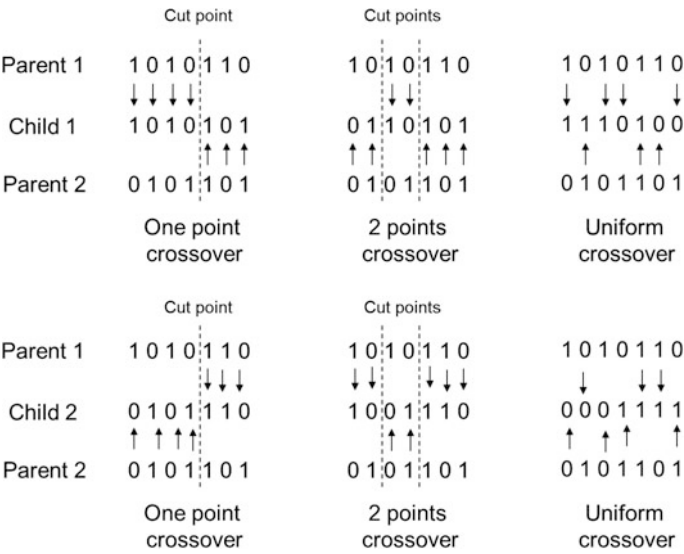 Cut point Cut points
Parent 1 1 0 1 0 1 1 0 1 0 1 0 1 1 0 1 0 1 0 1 1 0
Child 1 1 0 1 0 1 0 1 0 1 1 0 1 0 1 1 1 1 0 1 0 0
Parent 2 0 1 0 1 1 0 1 0 1 0 1 1 0 1 0 1 0 1 1 0 1
One point 2 points Uniform
crossover crossover crossover
Cut point Cut points
Parent 1 1 0 1 0 1 1 0 1 0 1 0 1 1 0 1 0 1 0 1 1 0
Child 2 0 1 0 1 1 1 0 1 0 0 1 1 1 0 0 0 0 1 1 1 1
Parent 2 0 1 0 1 1 0 1 0 1 0 1 1 0 1 0 1 0 1 1 0 1
One point 2 points Uniform
crossover crossover crossover